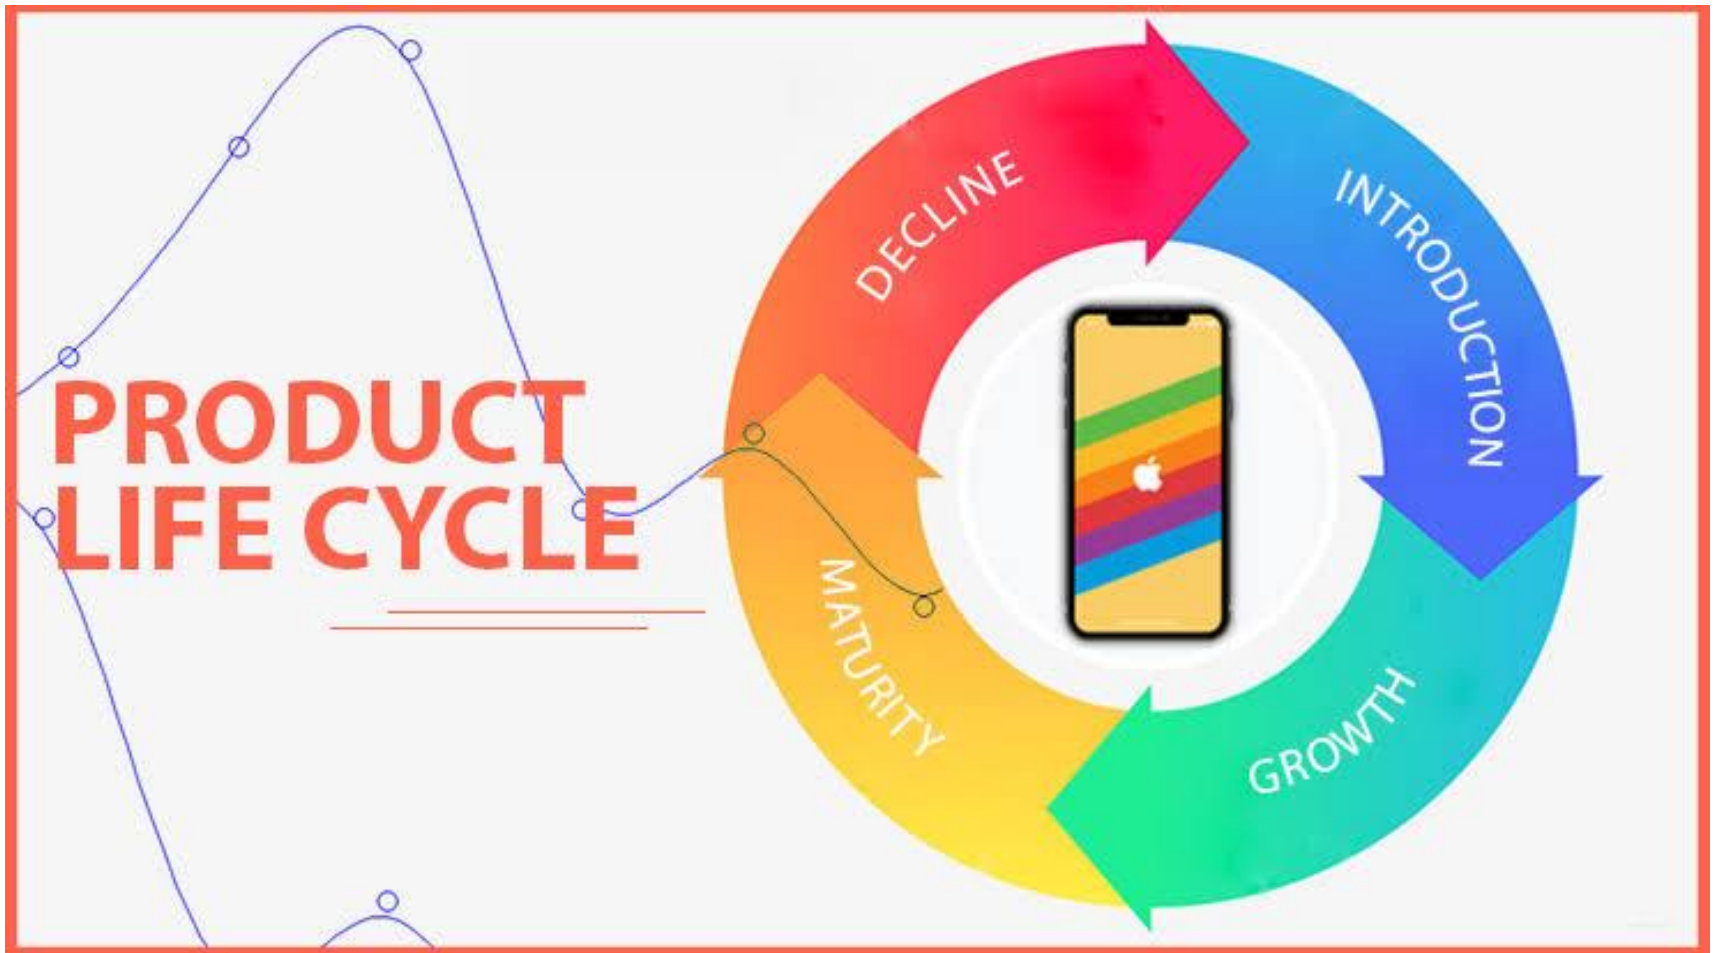 PRODUCT
LIFE CYCLE
INTRODUCTION
GROWTH
MATURITY
DECLINE